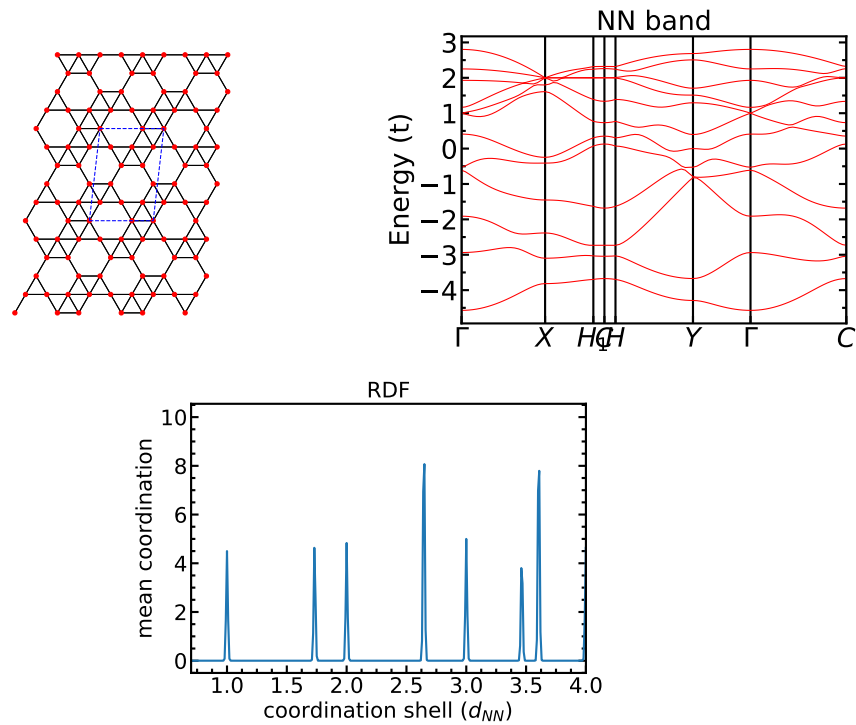 NN band
Energy (t)
3
2
1
0
−1
−2
−3
−4
Γ X H₁ C H Y Γ C
RDF
mean coordination
10
8
6
4
2
0
1.0 1.5 2.0 2.5 3.0 3.5 4.0
coordination shell (d_NN)